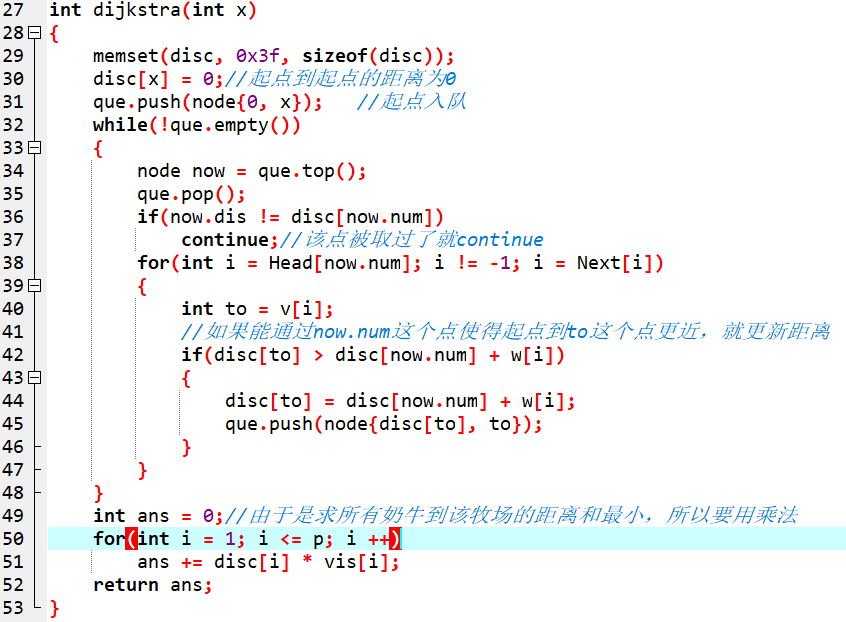 27 int dijkstra(int x)
28 {
29 memset(disc, 0x3f, sizeof(disc));
30 disc[x] = 0;//起点到起点的距离为0
31 que.push(node{0, x}); //起点入队
32 while(!que.empty())
33 {
34 node now = que.top();
35 que.pop();
36 if(now.dis != disc[now.num])
37 continue;//该点被取过了就continue
38 for(int i = Head[now.num]; i != -1; i = Next[i])
39 {
40 int to = v[i];
41 //如果能通过now.num这个点使得起点到to这个点更近，就更新距离
42 if(disc[to] > disc[now.num] + w[i])
43 {
44 disc[to] = disc[now.num] + w[i];
45 que.push(node{disc[to], to});
46 }
47 }
48 }
49 int ans = 0;//由于是求所有奶牛到该牧场的距离和最小，所以要用乘法
50 for(int i = 1; i <= p; i ++)
51 ans += disc[i] * vis[i];
52 return ans;
53 }